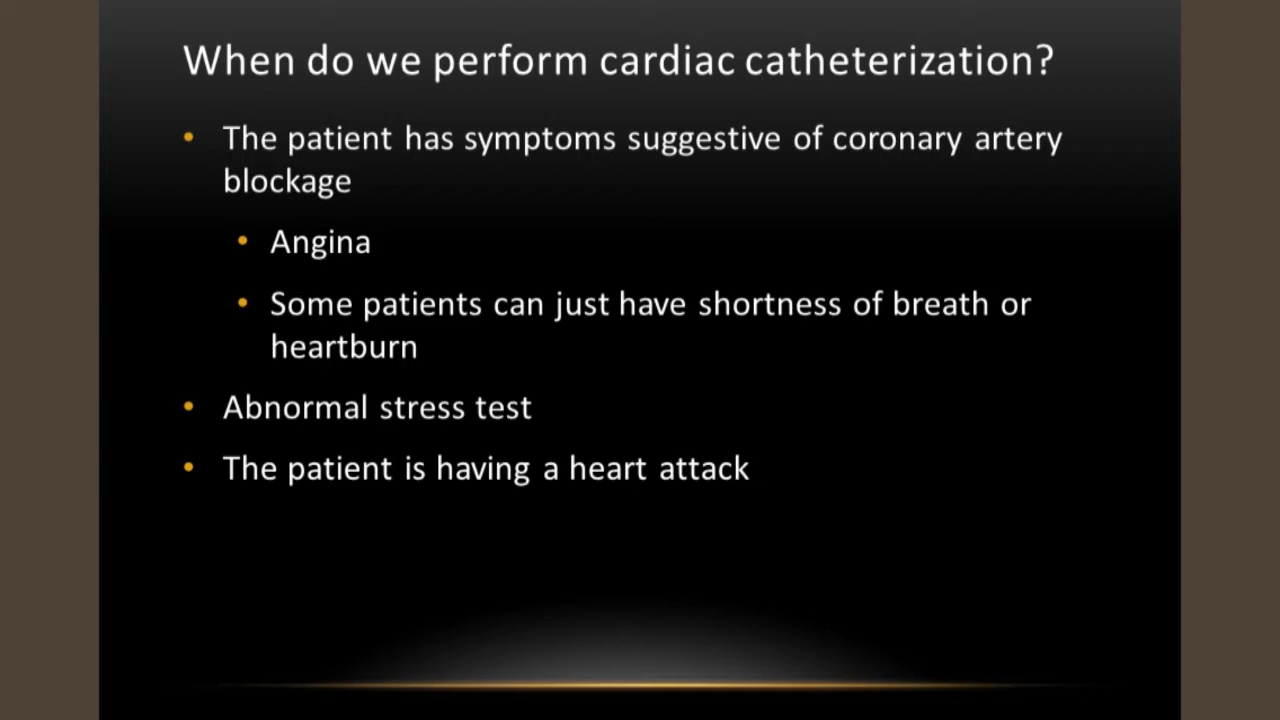 When do we perform cardiac catheterization?
• The patient has symptoms suggestive of coronary artery
blockage
• Angina
• Some patients can just have shortness of breath or
heartburn
• Abnormal stress test
• The patient is having a heart attack